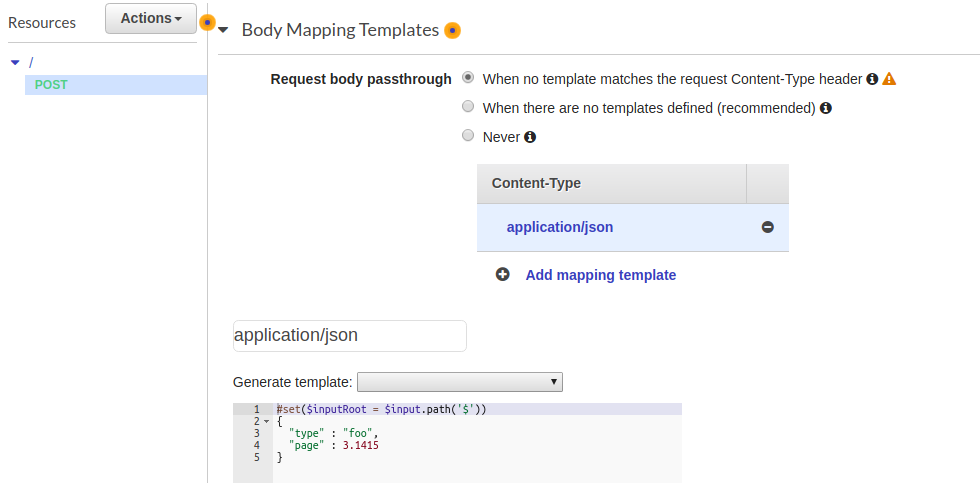 Resources
Actions
/
POST
Body Mapping Templates
Request body passthrough
When no template matches the request Content-Type header
When there are no templates defined (recommended)
Never
Content-Type
application/json
Add mapping template
application/json
Generate template:
1 #set($inputRoot = $input.path('$'))
2 {
3 "type" : "foo",
4 "page" : 3.1415
5 }